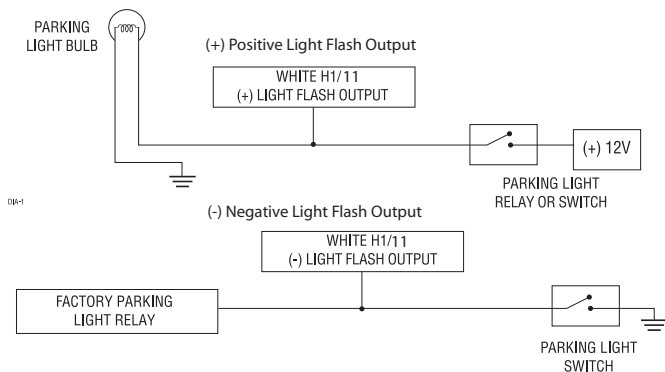 PARKING
LIGHT BULB
(+) Positive Light Flash Output
WHITE H1/11
(+) LIGHT FLASH OUTPUT
(+) 12V
PARKING LIGHT
RELAY OR SWITCH
DIA-1
(-) Negative Light Flash Output
WHITE H1/11
(-) LIGHT FLASH OUTPUT
FACTORY PARKING
LIGHT RELAY
PARKING LIGHT
SWITCH